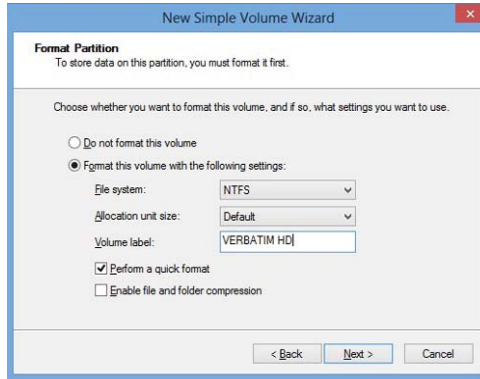 New Simple Volume Wizard
Format Partition
To store data on this partition, you must format it first.
Choose whether you want to format this volume, and if so, what settings you want to use.
Do not format this volume
Format this volume with the following settings:
File system:
NTFS
Allocation unit size:
Default
Volume label:
VERBATIM HD
Perform a quick format
Enable file and folder compression
< Back
Next >
Cancel